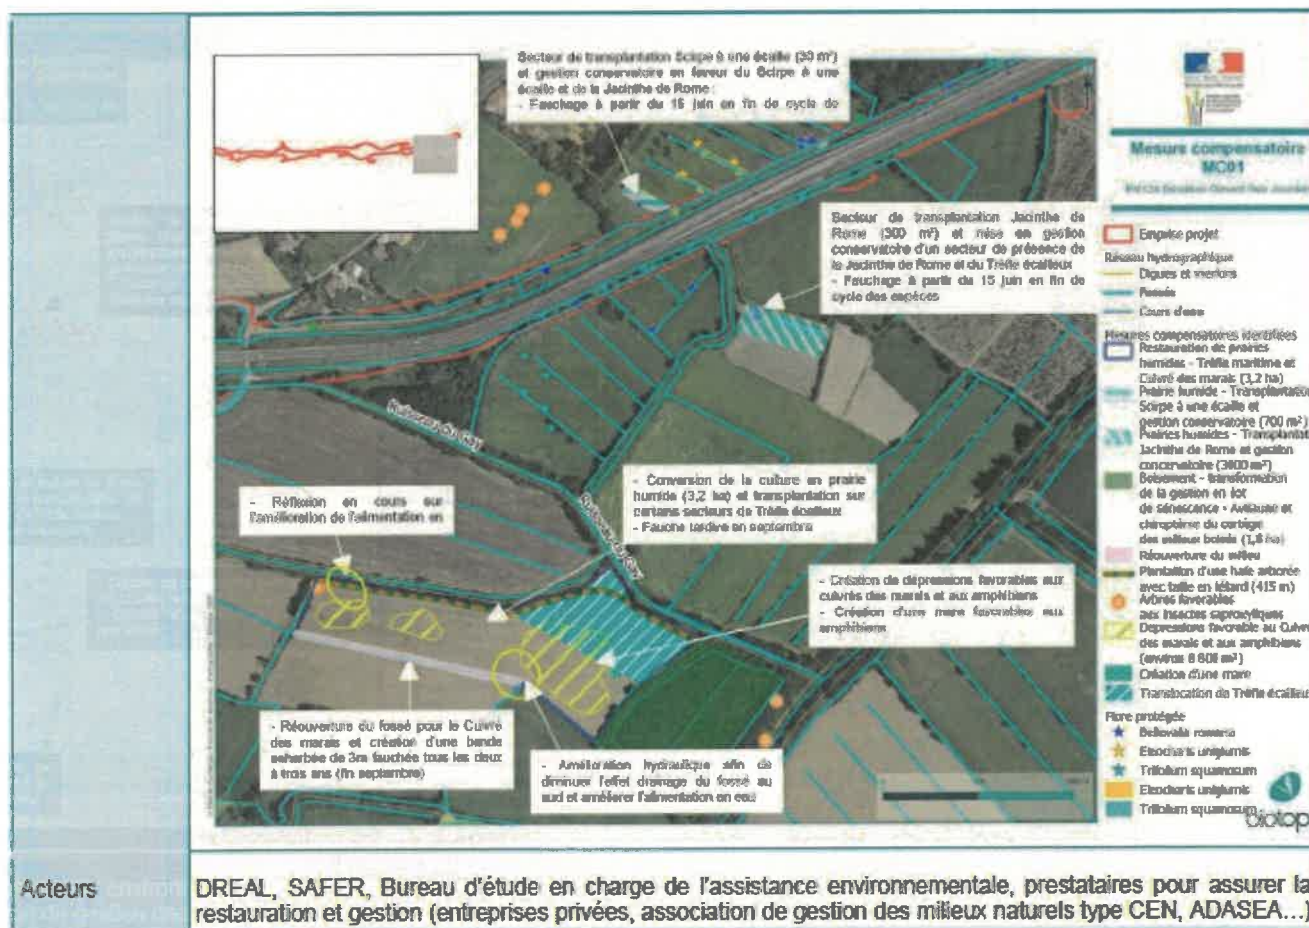 Secteur de transplantation Scirpe à une écaille (30 m²)
et gestion conservatoire en faveur du Scirpe à une
écaille et de la Jacinthe de Rome :
- Fauchage à partir du 15 juin en fin de cycle de
Secteur de transplantation Jacinthe de
Rome (300 m²) et mise en gestion
conservatoire d'un secteur de présence de
la Jacinthe de Rome et du Trèfle écailleux
- Fauchage à partir du 15 juin en fin de
cycle des espèces
Ruisseau du Gay
- Conversion de la culture en prairie
humide (3,2 ha) et transplantation sur
certains secteurs de Trèfle écailleux
- Fauche tardive en septembre
Ruisseau du Gay
- Réflexion en cours sur
l'amélioration de l'alimentation en
- Création de dépressions favorables aux
cuivrés des marais et aux amphibiens
- Création d'une mare favorables aux
amphibiens
- Réouverture du fossé pour le Cuivré
des marais et création d'une bande
enherbée de 3m fauchée tous les deux
à trois ans (fin septembre)
- Amélioration hydraulique afin de
diminuer l'effet drainage du fossé au
sud et améliorer l'alimentation en eau
Mesure compensatoire
MC01
Emprise projet
Réseau hydrographique
Digues et merlons
Fossés
Cours d'eau
Mesures compensatoires identifiées
Restauration de prairies
humides - Trèfle maritime et
Cuivré des marais (3,2 ha)
Prairie humide - Transplantation
Scirpe à une écaille et
gestion conservatoire (700 m²)
Prairies humides - Transplantat
Jacinthe de Rome et gestion
concervatoire (3000 m²)
Boisement - transformation
de la gestion en îlot
de sénescence - Avifaune et
chiroptères du cortège
des milieux boisés (1,8 ha)
Réouverture du milieu
Plantation d'une haie arborée
avec taille en têtard (415 m)
Arbres favorables
aux insectes saproxyliques
Dépressions favorable au Cuivré
des marais et aux amphibiens
(environ 8 600 m²)
Création d'une mare
Translocation de Trèfle écailleux
Flore protégée
Bellevalia romana
Eleocharis uniglumis
Trifolium squamosum
Eleocharis uniglumis
Trifolium squamosum
biotop
Acteurs
DREAL, SAFER, Bureau d'étude en charge de l'assistance environnementale, prestataires pour assurer la
restauration et gestion (entreprises privées, association de gestion des milieux naturels type CEN, ADASEA…)